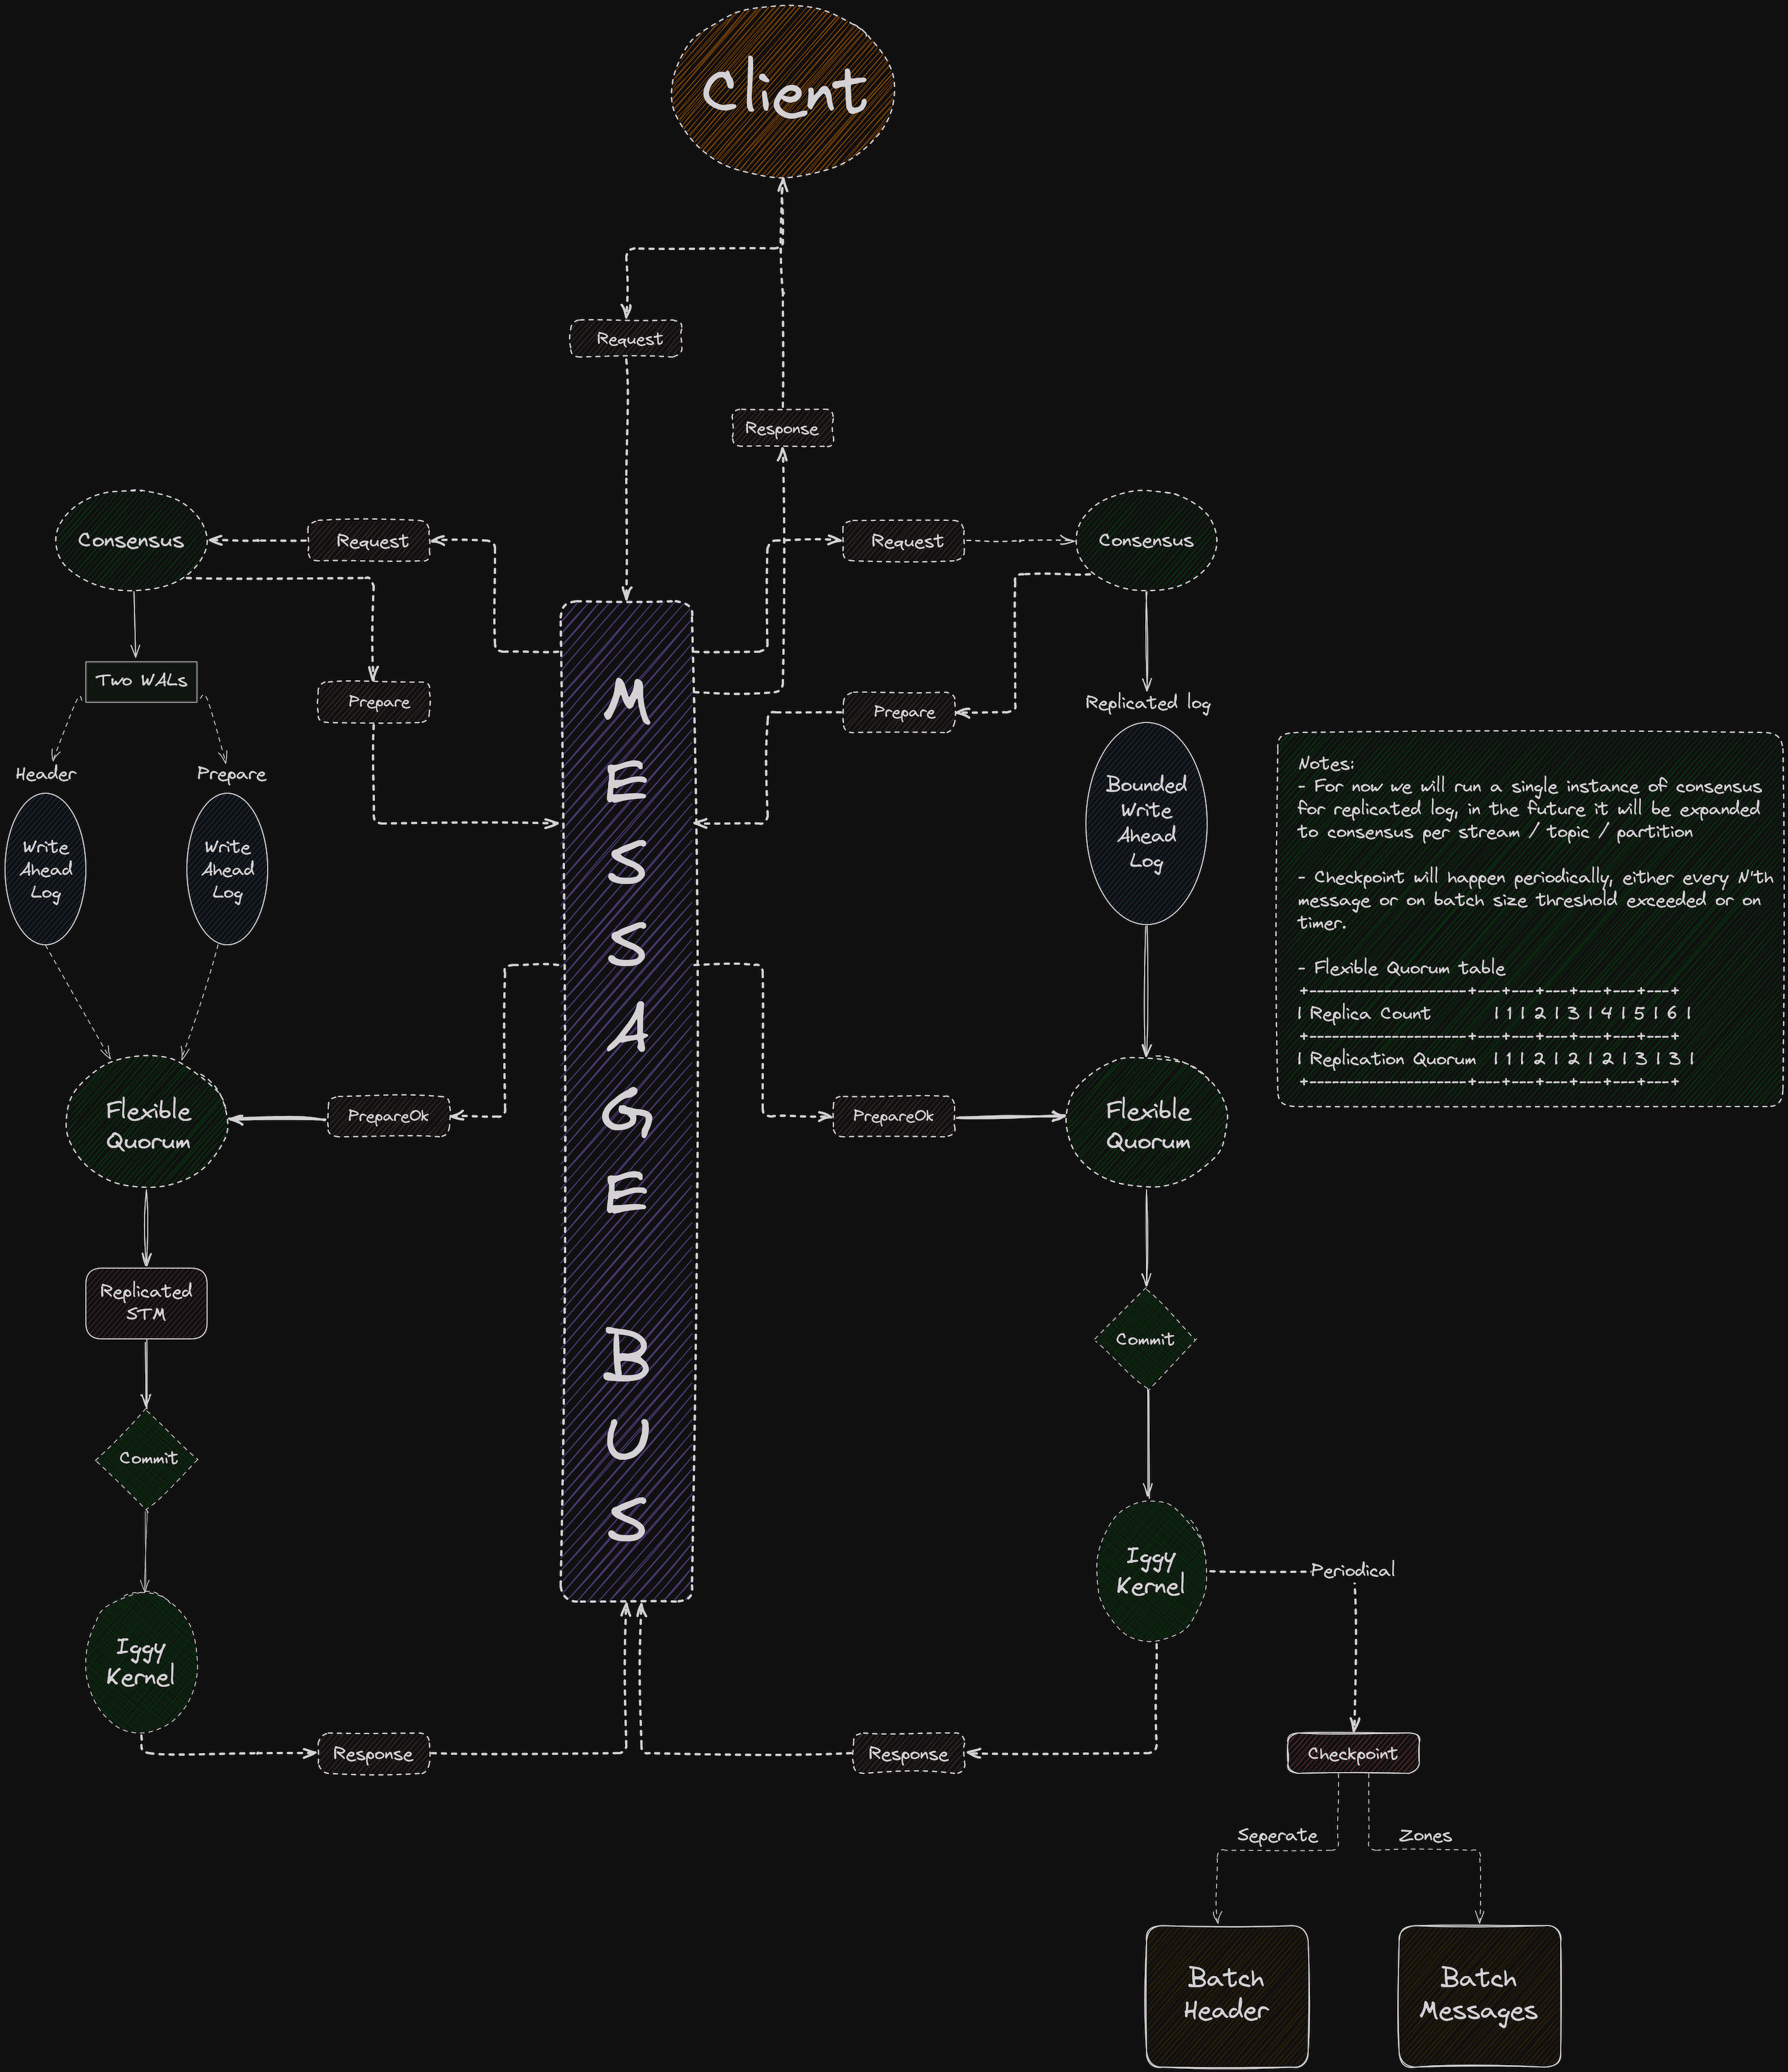 Client
Request
Response
Consensus
Request
Request
Consensus
Two WALs
Prepare
Prepare
Replicated log
Header
Prepare
Write
Ahead
Log
Write
Ahead
Log
Bounded
Write
Ahead
Log
MESSAGE BUS
Notes:
- For now we will run a single instance of consensus
for replicated log, in the future it will be expanded
to consensus per stream / topic / partition
- Checkpoint will happen periodically, either every N'th
message or on batch size threshold exceeded or on
timer.
- Flexible Quorum table
+----------------------+---+---+---+---+---+---+
| Replica Count | 1 | 2 | 3 | 4 | 5 | 6 |
+----------------------+---+---+---+---+---+---+
| Replication Quorum | 1 | 2 | 2 | 2 | 3 | 3 |
+----------------------+---+---+---+---+---+---+
Flexible
Quorum
PrepareOk
PrepareOk
Flexible
Quorum
Replicated
STM
Commit
Commit
Iggy
Kernel
Periodical
Iggy
Kernel
Response
Response
Checkpoint
Seperate
Zones
Batch
Header
Batch
Messages